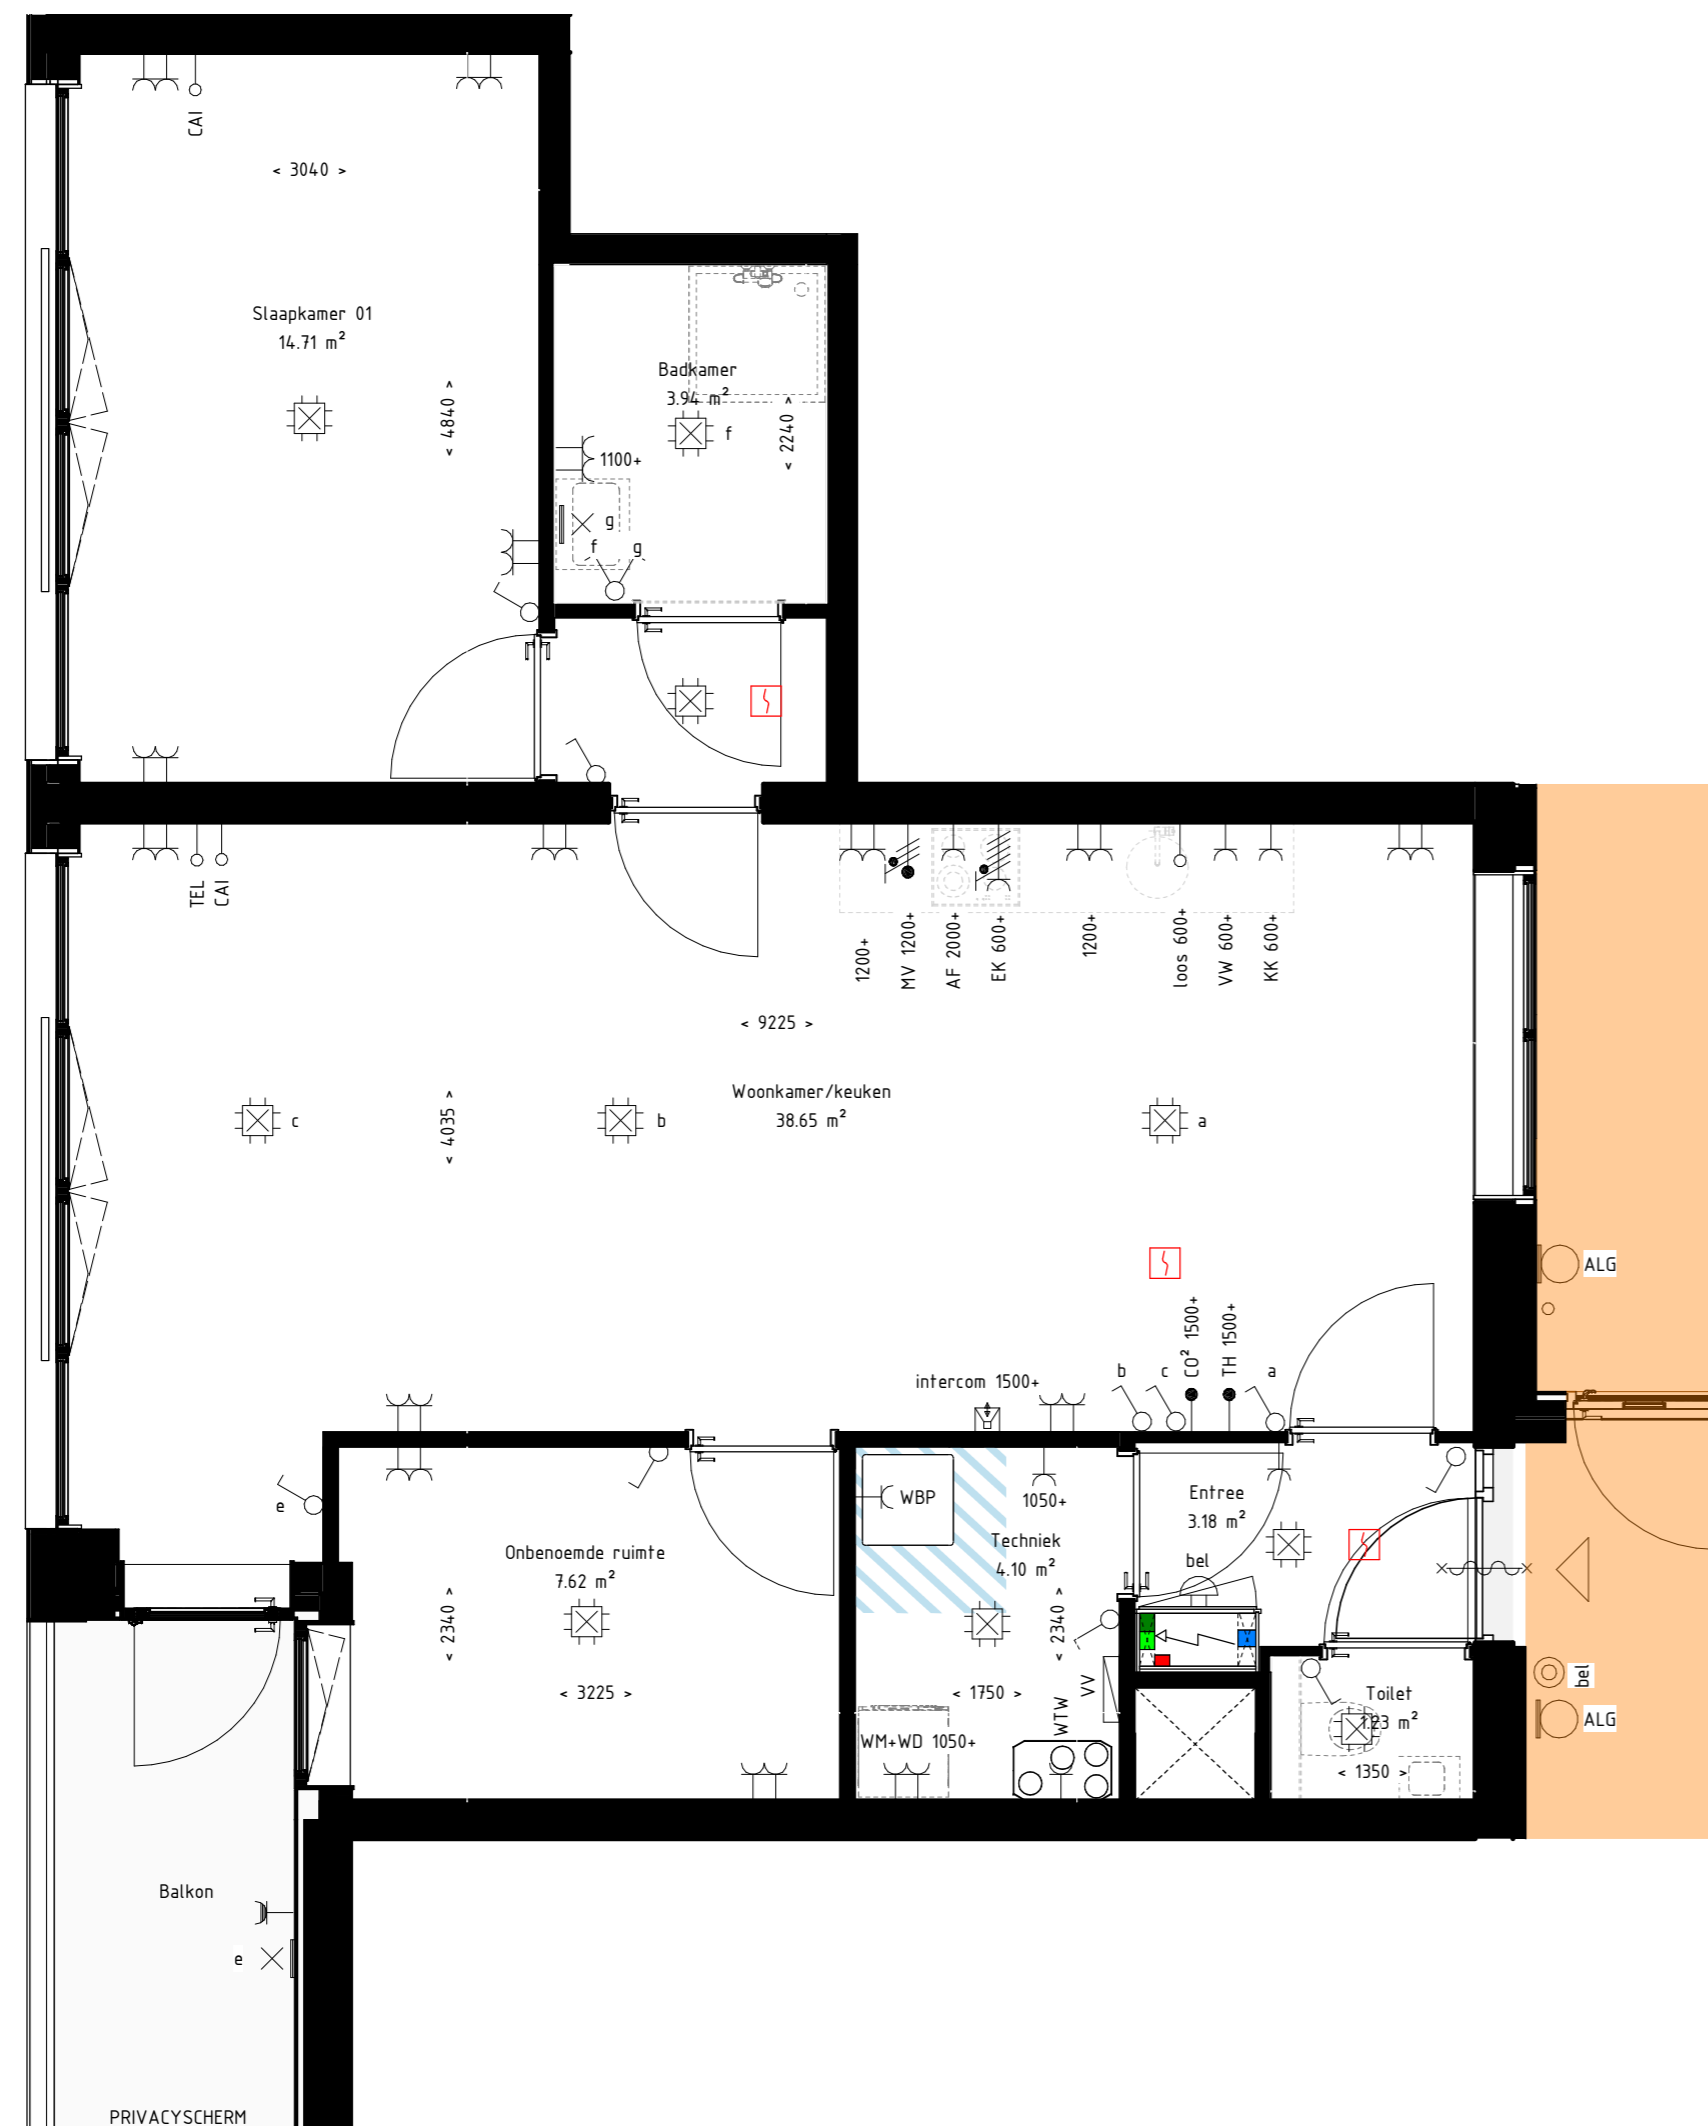 CAI
< 3040 >
Slaapkamer 01
14.71 m²
< 4840 >
Badkamer
3.94 m²
f
< 2240 >
1100+
g
f
g
TEL
CAI
1200+
MV 1200+
AF 2000+
EK 600+
1200+
loos 600+
VW 600+
KK 600+
< 9225 >
Woonkamer/keuken
38.65 m²
c
< 4035 >
b
a
ALG
intercom 1500+
b
c
CO² 1500+
TH 1500+
a
e
WBP
1050+
Entree
3.18 m²
Techniek
4.10 m²
bel
Onbenoemde ruimte
7.62 m²
< 2340 >
< 2340 >
< 3225 >
< 1750 >
VV
WTW
WM+WD 1050+
Toilet
1.23 m²
< 1350 >
bel
ALG
Balkon
e
PRIVACYSCHERM